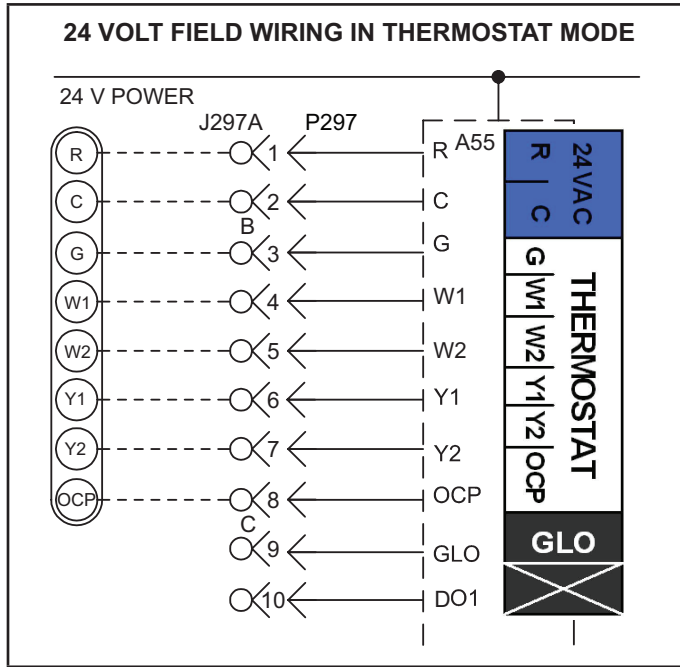 24 VOLT FIELD WIRING IN THERMOSTAT MODE
24 V POWER
J297A P297
R 1 R A55
C 2 C
B
G 3 G
W1 4 W1
W2 5 W2
Y1 6 Y1
Y2 7 Y2
OCP 8 OCP
C
9 GLO
10 DO1
24VAC
R C
THERMOSTAT
G W1 W2 Y1 Y2 OCP
GLO